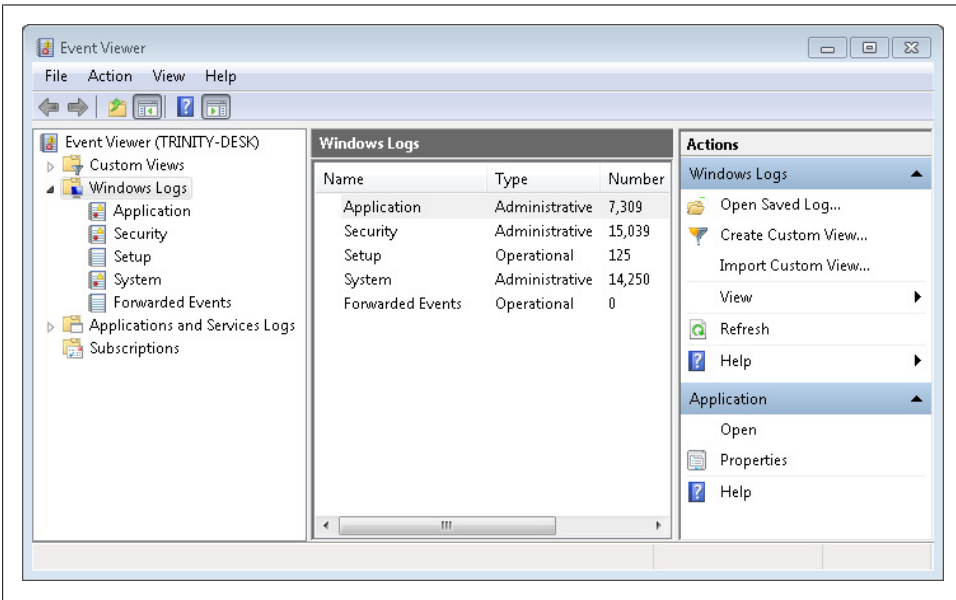 Event Viewer
File Action View Help
Event Viewer (TRINITY-DESK)
Custom Views
Windows Logs
Application
Security
Setup
System
Forwarded Events
Applications and Services Logs
Subscriptions
Windows Logs
Name Type Number
Application Administrative 7,309
Security Administrative 15,039
Setup Operational 125
System Administrative 14,250
Forwarded Events Operational 0
Actions
Windows Logs
Open Saved Log...
Create Custom View...
Import Custom View...
View
Refresh
Help
Application
Open
Properties
Help